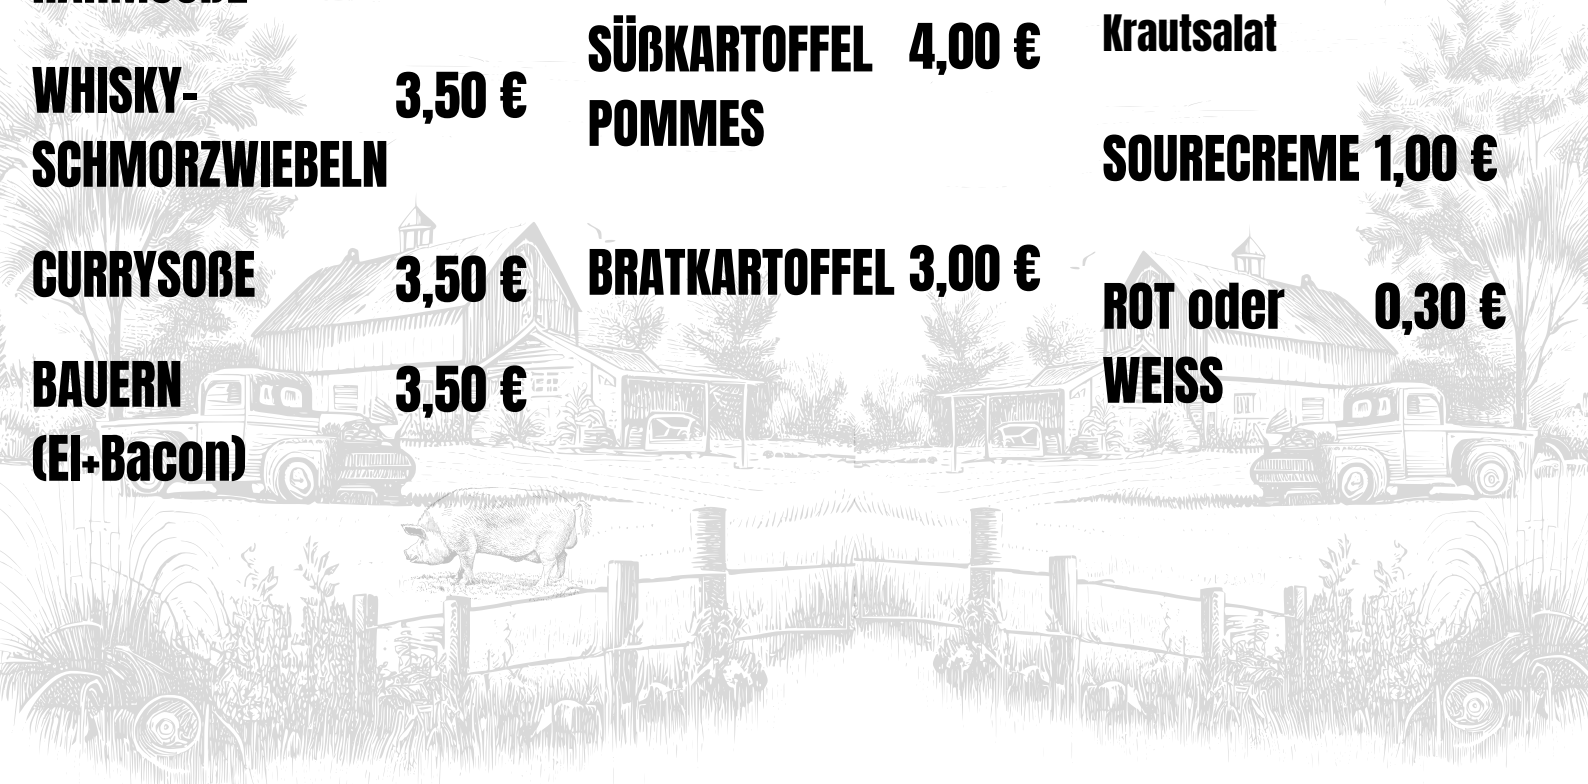 WHISKY- 3,50 €
SCHMORZWIEBELN
CURRYSOßE 3,50 €
BAUERN 3,50 €
(EI+Bacon)
SÜßKARTOFFEL 4,00 €
POMMES
BRATKARTOFFEL 3,00 €
Krautsalat
SOURECREME 1,00 €
ROT oder 0,30 €
WEISS